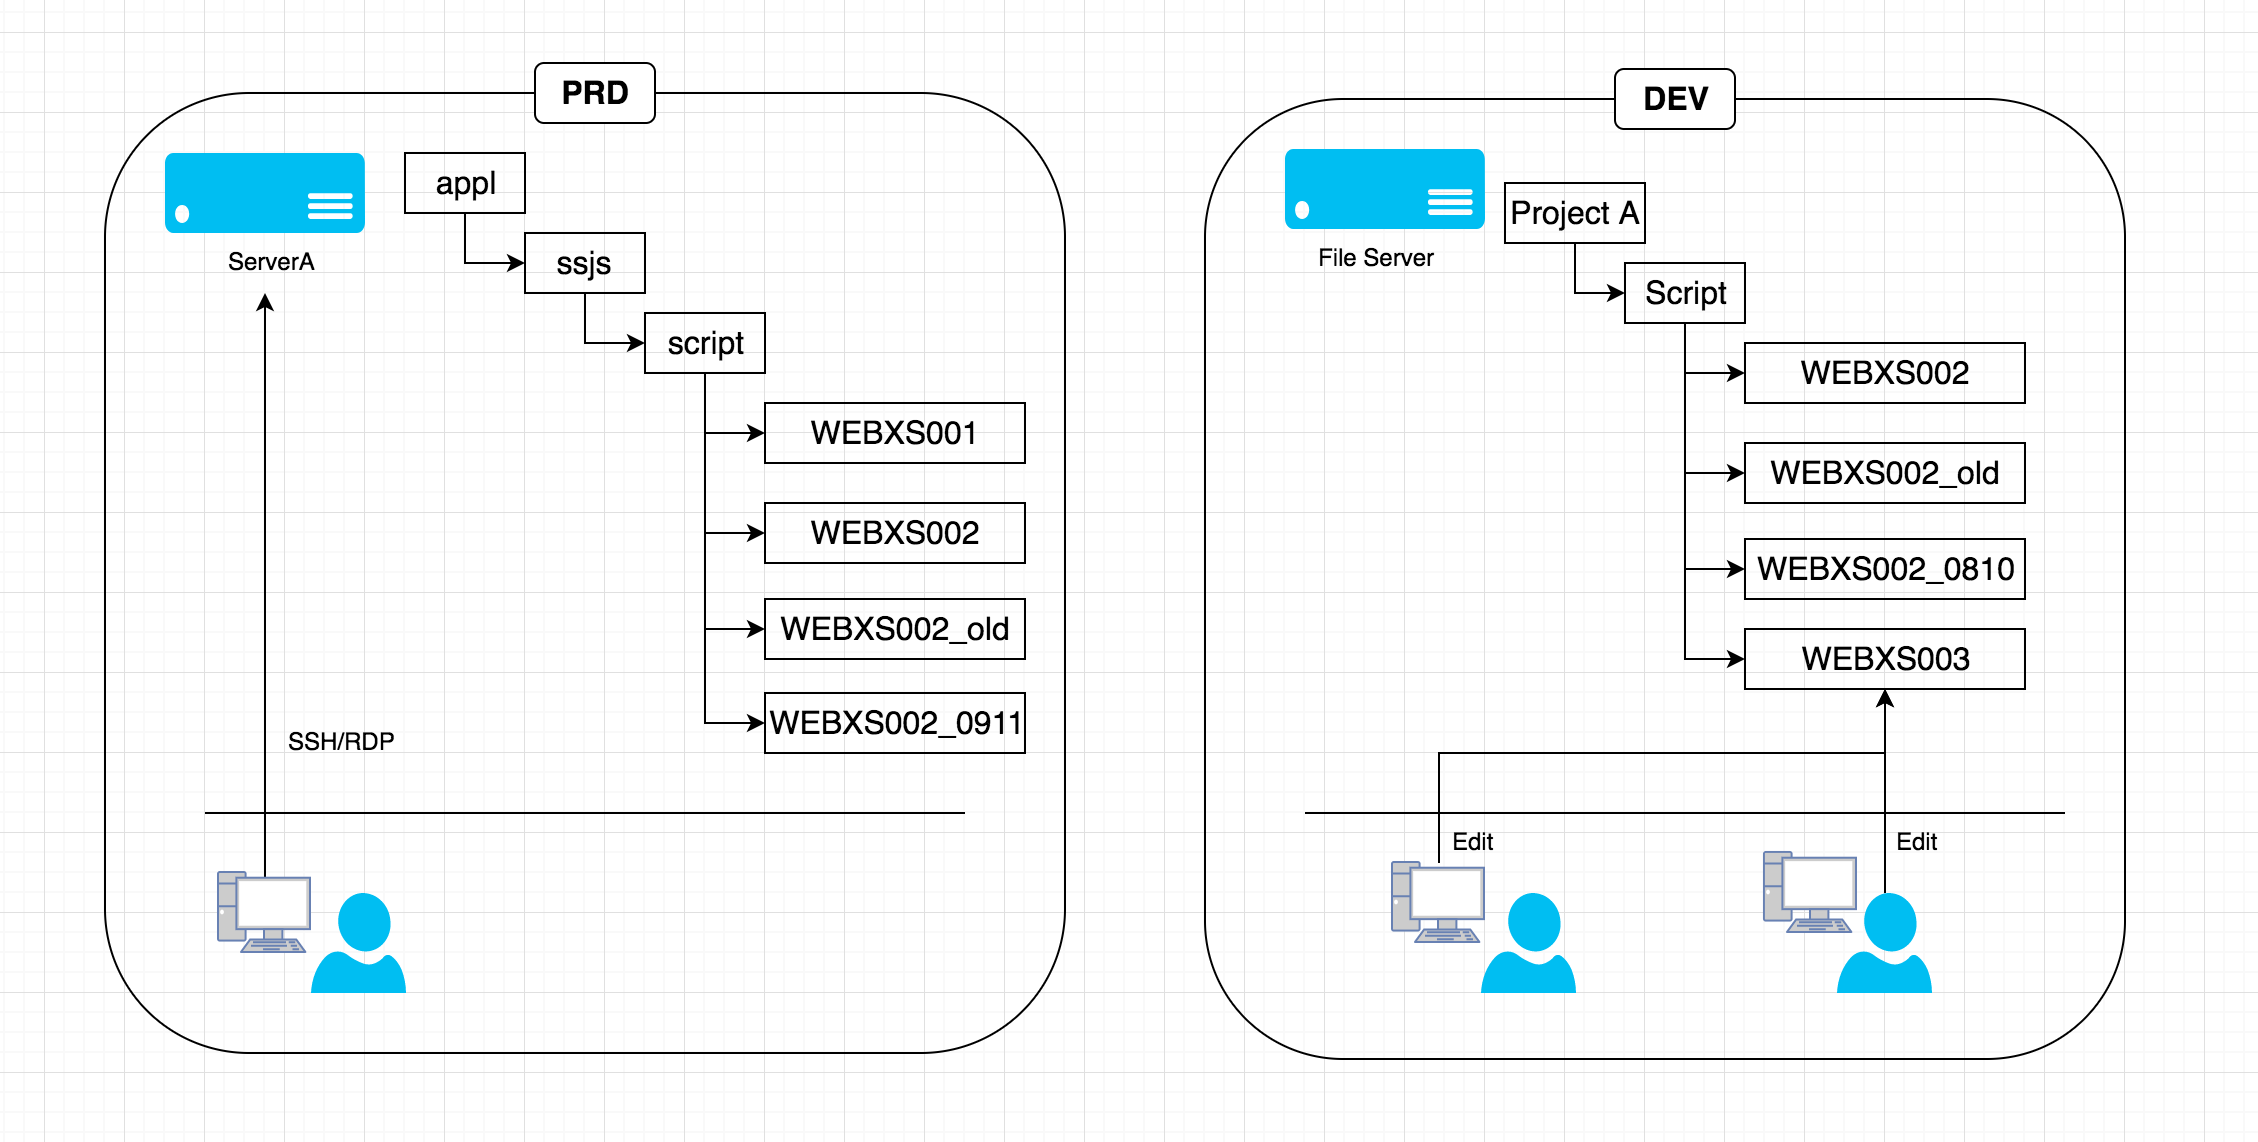 PRD
ServerA
appl
ssjs
script
WEBXS001
WEBXS002
WEBXS002_old
WEBXS002_0911
SSH/RDP
DEV
File Server
Project A
Script
WEBXS002
WEBXS002_old
WEBXS002_0810
WEBXS003
Edit
Edit